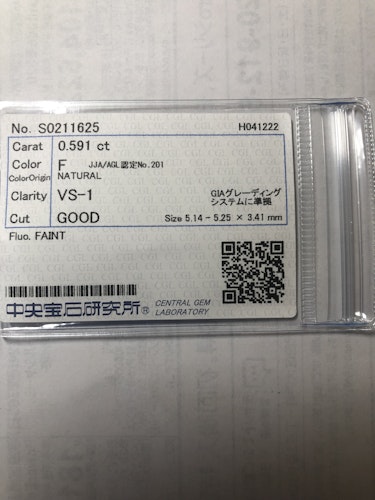 No. S0211625 H041222
Carat 0.591 ct
Color F JJA/AGL認定No.201
ColorOrigin NATURAL
Clarity VS-1 GIAグレーディング
システムに準拠
Cut GOOD Size 5.14 - 5.25 × 3.41 mm
Fluo. FAINT
中央宝石研究所® CENTRAL GEM
LABORATORY